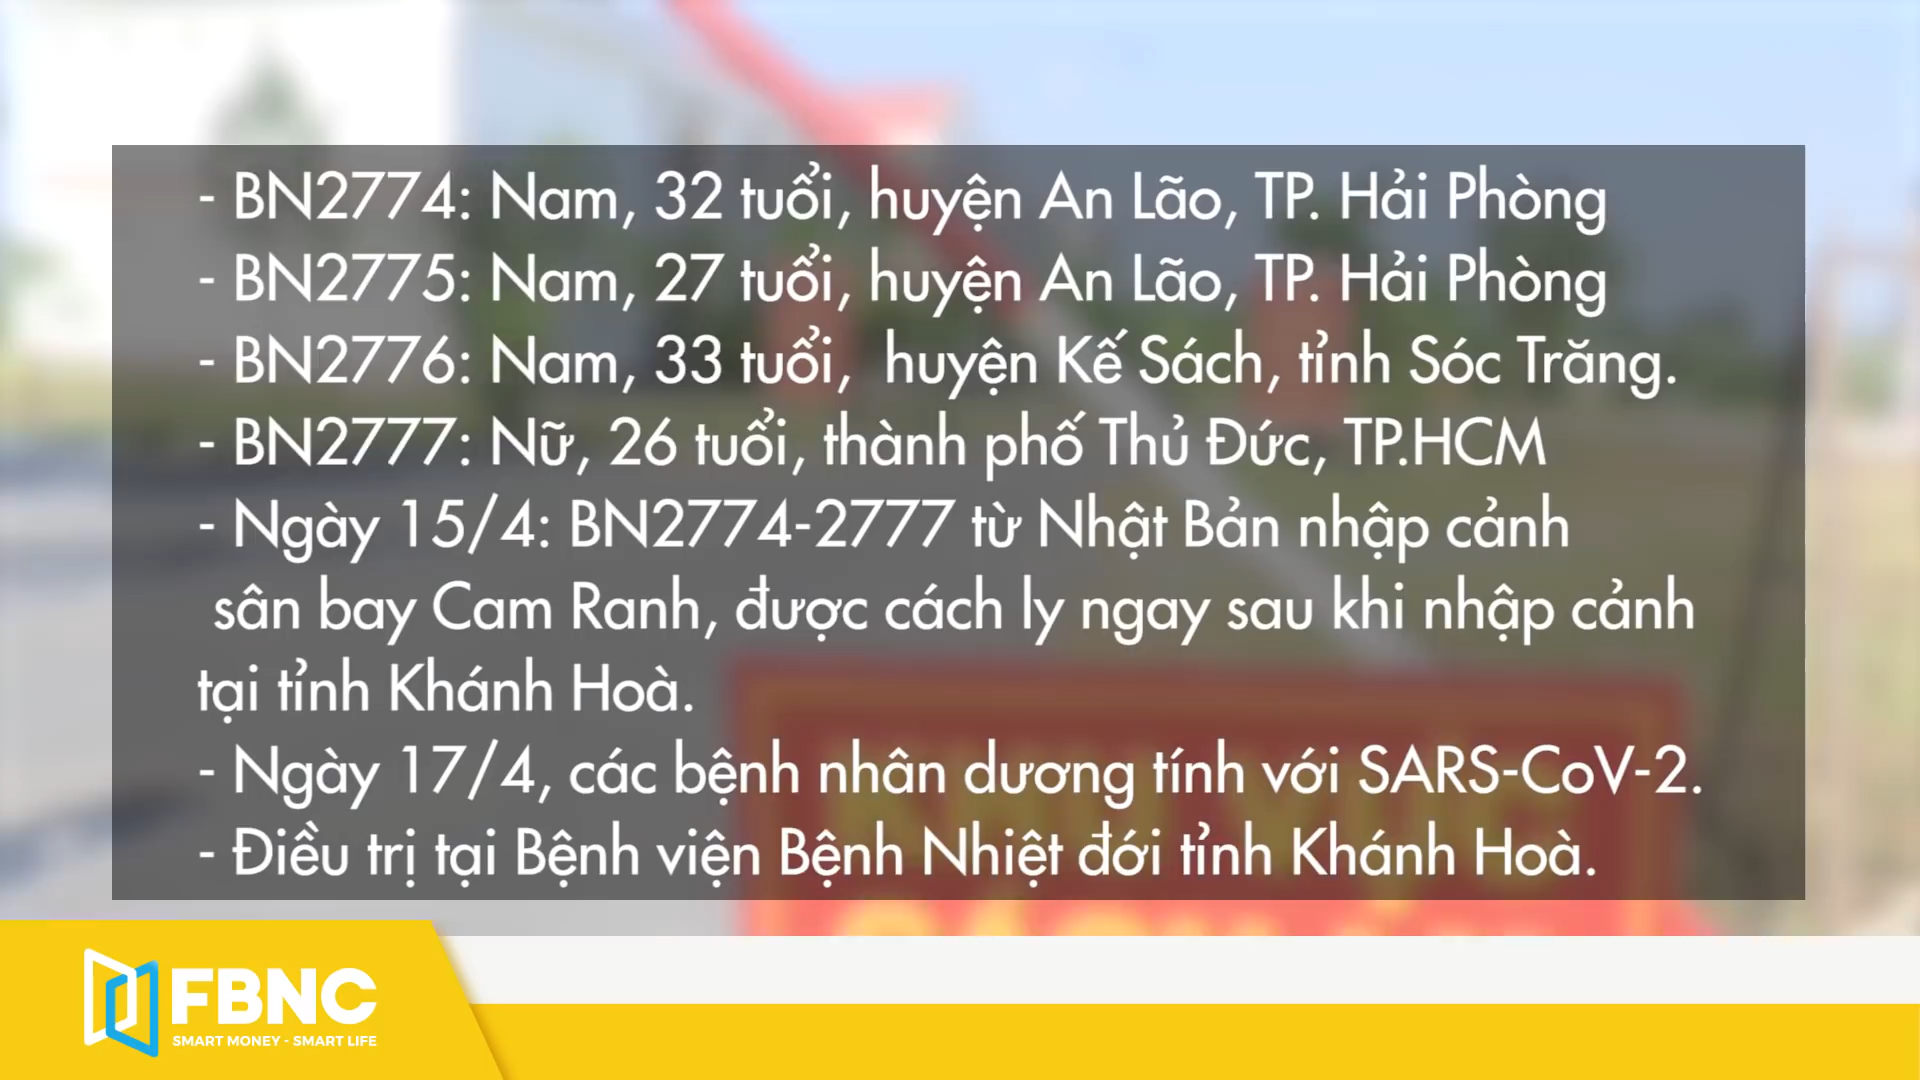 - BN2774: Nam, 32 tuổi, huyện An Lão, TP. Hải Phòng
- BN2775: Nam, 27 tuổi, huyện An Lão, TP. Hải Phòng
- BN2776: Nam, 33 tuổi, huyện Kế Sách, tỉnh Sóc Trăng.
- BN2777: Nữ, 26 tuổi, thành phố Thủ Đức, TP.HCM
- Ngày 15/4: BN2774-2777 từ Nhật Bản nhập cảnh
sân bay Cam Ranh, được cách ly ngay sau khi nhập cảnh
tại tỉnh Khánh Hoà.
- Ngày 17/4, các bệnh nhân dương tính với SARS-CoV-2.
- Điều trị tại Bệnh viện Bệnh Nhiệt đới tỉnh Khánh Hoà.
FBNC
SMART MONEY - SMART LIFE